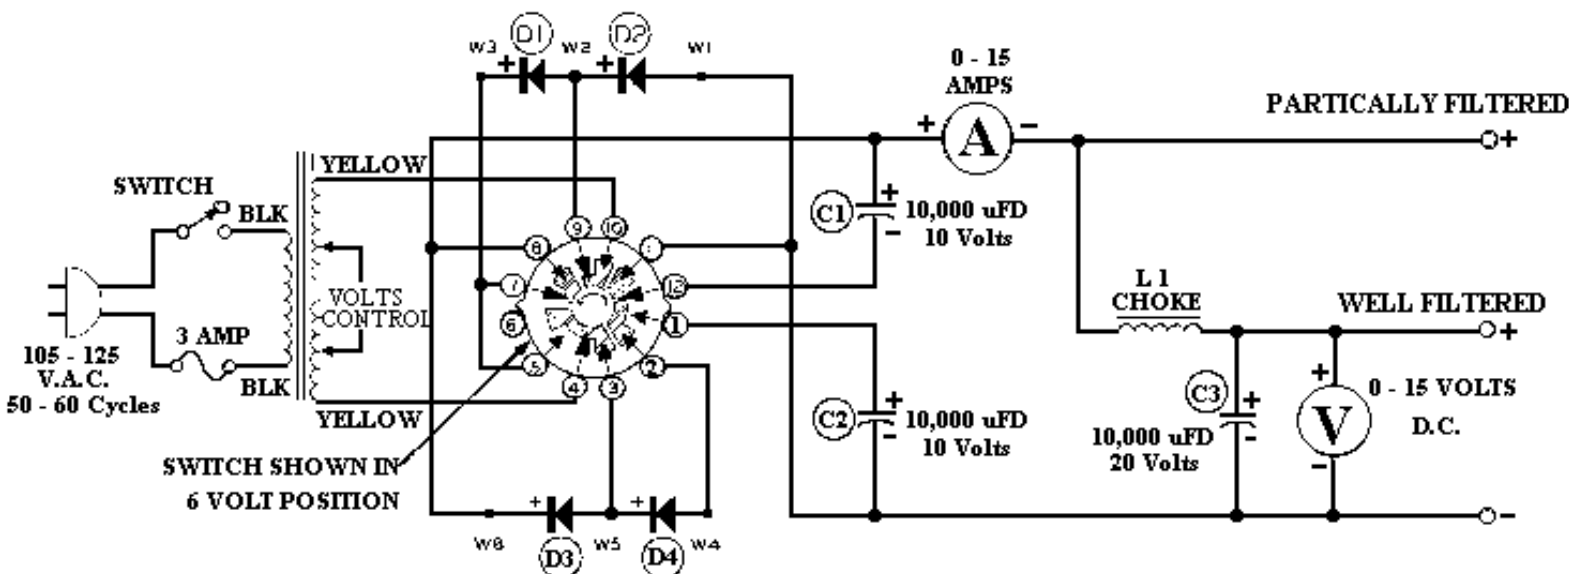 W3
D1
W2
D2
W1
+
+
0 - 15
AMPS
+
A
-
PARTICALLY FILTERED
+
YELLOW
SWITCH
BLK
C1
+
10,000 uFD
-
10 Volts
9
10
8
7
12
6
1
5
2
4
3
VOLTS
CONTROL
3 AMP
105 - 125
V.A.C.
50 - 60 Cycles
BLK
YELLOW
L 1
CHOKE
WELL FILTERED
+
C2
+
10,000 uFD
-
10 Volts
C3
+
10,000 uFD
-
20 Volts
+
V
-
0 - 15 VOLTS
D.C.
SWITCH SHOWN IN
6 VOLT POSITION
+
+
W5
W4
D3
D4
-